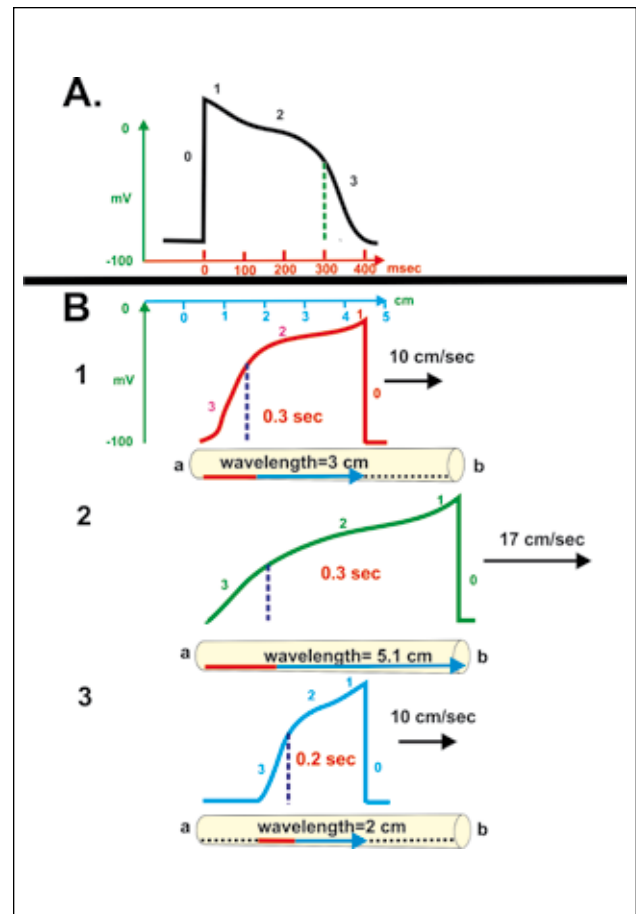 A.
1
0
2
0
3
mV
-100
0 100 200 300 400 msec
B
0
cm
0 1 2 3 4 5
1
2
1
10 cm/sec
mV
3
0.3 sec
0
-100
a wavelength=3 cm b
2
1
2
17 cm/sec
3
0.3 sec
0
a wavelength= 5.1 cm b
3
2
1
10 cm/sec
3
0.2 sec
0
a wavelength=2 cm b